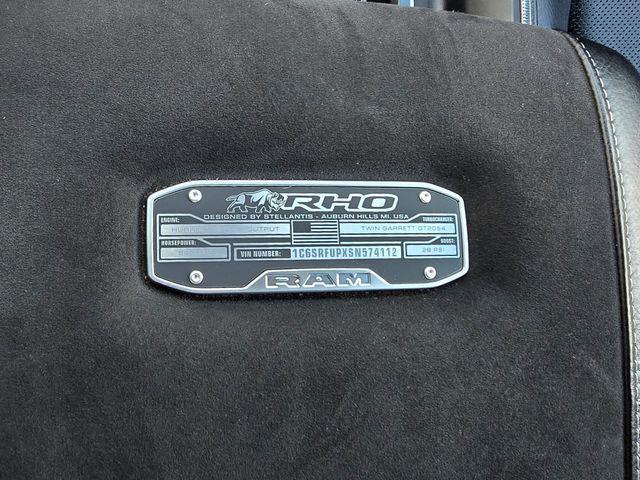 RHO
DESIGNED BY STELLANTIS - AUBURN HILLS MI. USA
ENGINE: TURBOCHARGER:
OUTPUT TWIN GARRETT GT2054
HORSEPOWER: BOOST:
VIN NUMBER: 1C6SRFUPXSN574112 28 PSI
RAM